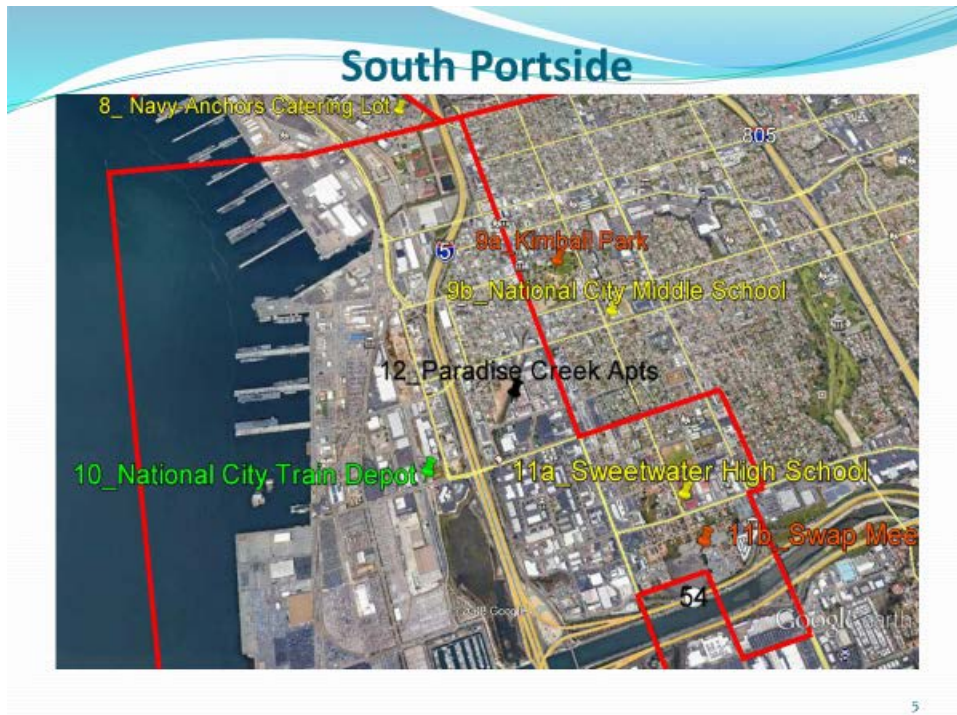 South Portside
8_ Navy Anchors Catering Lot
805
5
9a_Kimball Park
9b_National City Middle School
12_Paradise Creek Apts
10_National City Train Depot
11a_Sweetwater High School
11b_Swap Mee
54
Google
Google earth
5